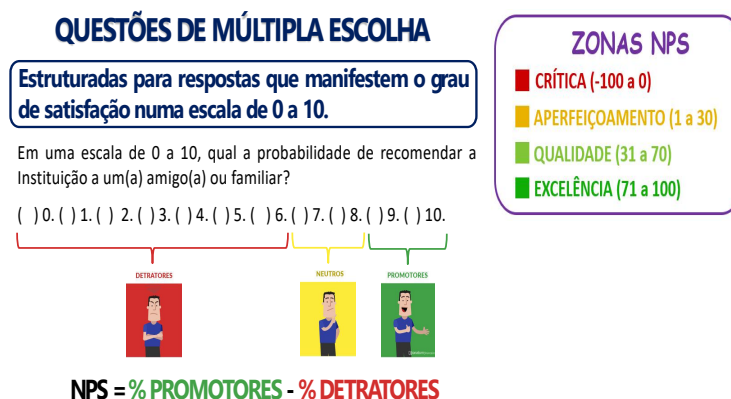 QUESTÕES DE MÚLTIPLA ESCOLHA
Estruturadas para respostas que manifestem o grau
de satisfação numa escala de 0 a 10.
Em uma escala de 0 a 10, qual a probabilidade de recomendar a
Instituição a um(a) amigo(a) ou familiar?
( ) 0. ( ) 1. ( ) 2. ( ) 3. ( ) 4. ( ) 5. ( ) 6. ( ) 7. ( ) 8. ( ) 9. ( ) 10.
DETRATORES
NEUTROS
PROMOTORES
NPS = % PROMOTORES - % DETRATORES
ZONAS NPS
CRÍTICA (-100 a 0)
APERFEIÇOAMENTO (1 a 30)
QUALIDADE (31 a 70)
EXCELÊNCIA (71 a 100)